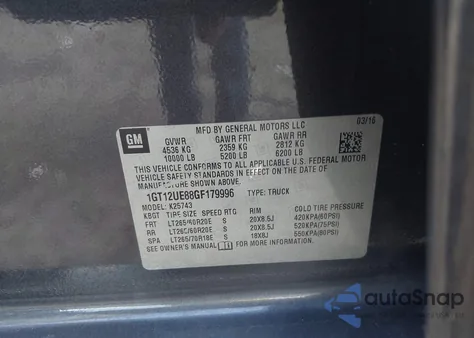 MFD BY GENERAL MOTORS LLC
03/16
GM
GVWR GAWR FRT GAWR RR
4536 KG 2359 KG 2812 KG
10000 LB 5200 LB 6200 LB
THIS VEHICLE CONFORMS TO ALL APPLICABLE U.S. FEDERAL MOTOR
VEHICLE SAFETY STANDARDS IN EFFECT ON THE DATE OF MANUFACTURE
SHOWN ABOVE.
1GT12UE88GF179996 TYPE: TRUCK
MODEL: K25743
KBGT TIRE SIZE SPEED RTG RIM COLD TIRE PRESSURE
FRT LT265/60R20E S 20X8.5J 420KPA(60PSI)
RR LT265/60R20E S 20X8.5J 520KPA(75PSI)
SPA LT265/70R18E S 18X8J 550KPA(80PSI)
SEE OWNER'S MANUAL FOR MORE INFORMATION.
autoSnap